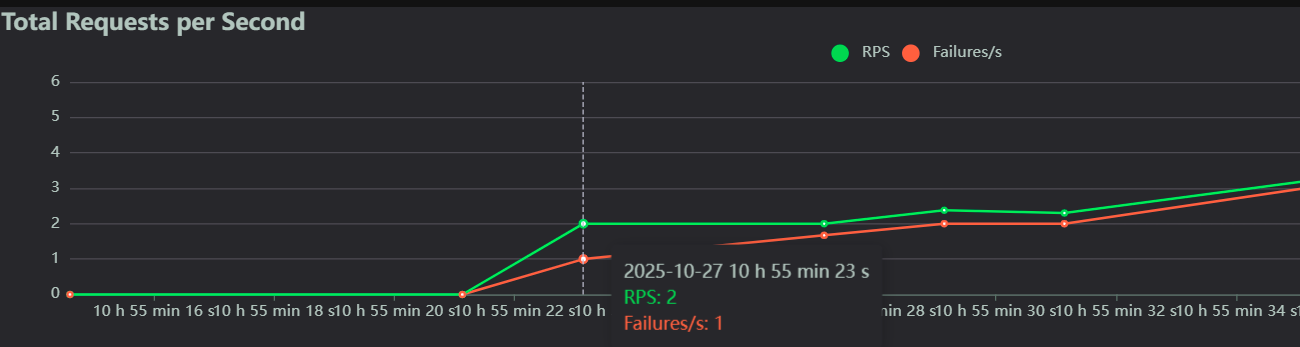 Total Requests per Second
RPS Failures/s
6
5
4
3
2
1
0
2025-10-27 10 h 55 min 23 s
RPS: 2
Failures/s: 1
10 h 55 min 16 s10 h 55 min 18 s10 h 55 min 20 s10 h 55 min 22 s10 h min 28 s10 h 55 min 30 s10 h 55 min 32 s10 h 55 min 34 s